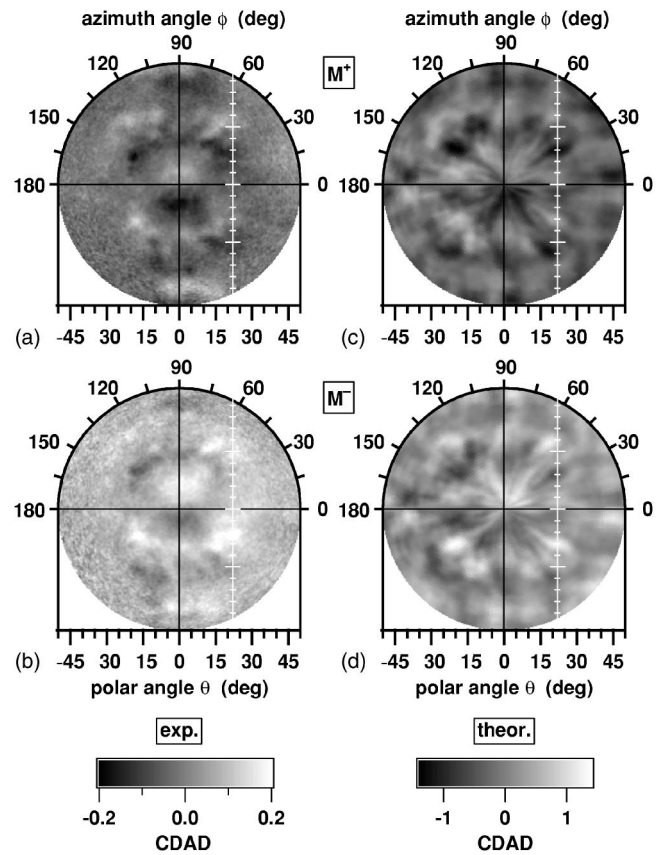 azimuth angle ϕ (deg)
azimuth angle ϕ (deg)
90
120
60
150
30
180
0
M⁺
90
120
60
150
30
180
0
(a)
-45 30 15 0 15 30 45
(c)
-45 30 15 0 15 30 45
90
120
60
150
30
180
0
M⁻
90
120
60
150
30
180
0
(b)
-45 30 15 0 15 30 45
(d)
-45 30 15 0 15 30 45
polar angle θ (deg)
polar angle θ (deg)
exp.
theor.
-0.2 0.0 0.2
-1 0 1
CDAD
CDAD